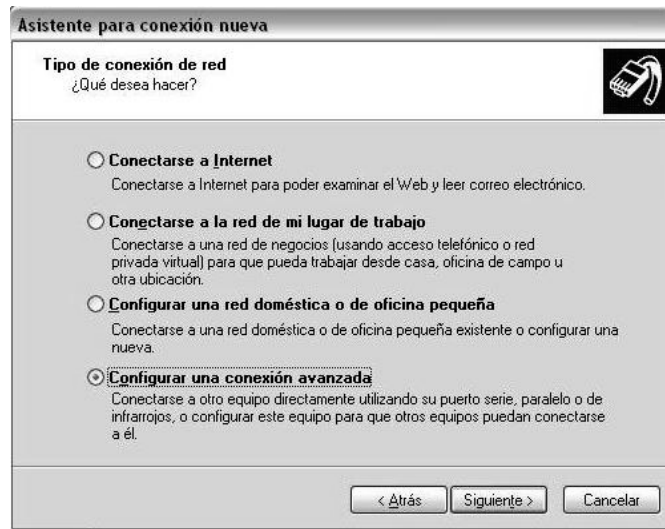 Asistente para conexión nueva
Tipo de conexión de red
¿Qué desea hacer?
Conectarse a Internet
Conectarse a Internet para poder examinar el Web y leer correo electrónico.
Conectarse a la red de mi lugar de trabajo
Conectarse a una red de negocios (usando acceso telefónico o red
privada virtual) para que pueda trabajar desde casa, oficina de campo u
otra ubicación.
Configurar una red doméstica o de oficina pequeña
Conectarse a una red doméstica o de oficina pequeña existente o configurar una
nueva.
Configurar una conexión avanzada
Conectarse a otro equipo directamente utilizando su puerto serie, paralelo o de
infrarrojos, o configurar este equipo para que otros equipos puedan conectarse
a él.
< Atrás Siguiente > Cancelar